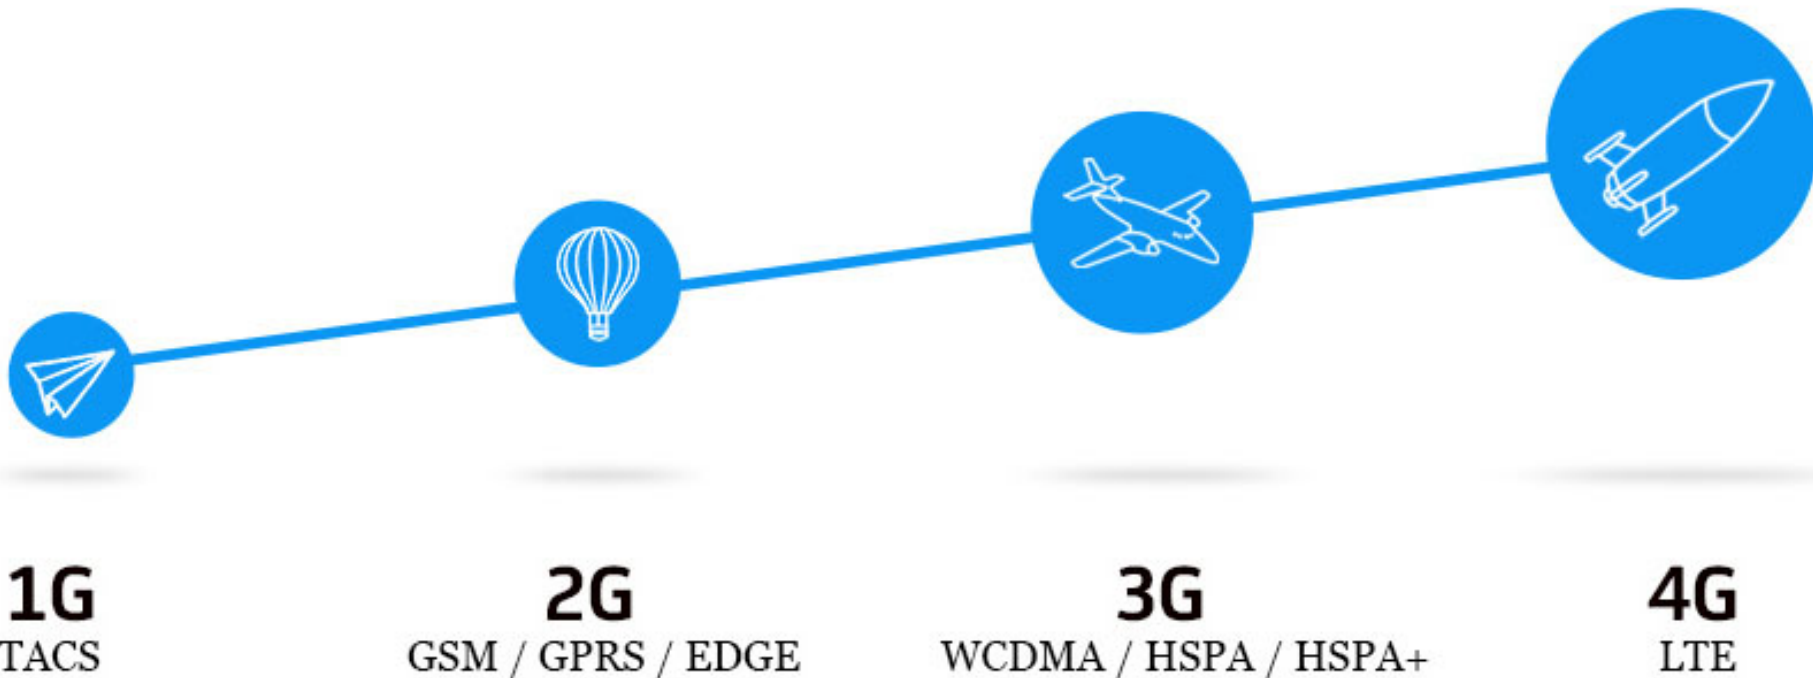 1G
TACS
2G
GSM / GPRS / EDGE
3G
WCDMA / HSPA / HSPA+
4G
LTE